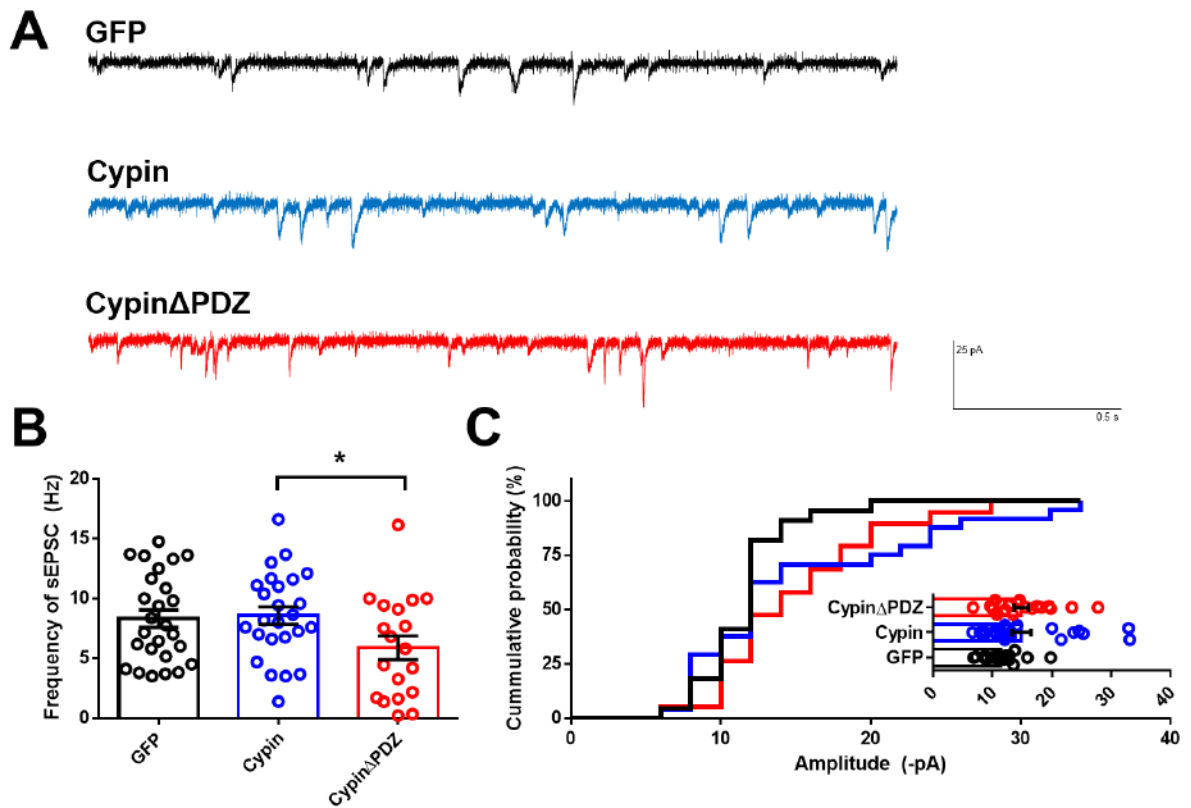 A
GFP
Cypin
CypinΔPDZ
25 pA
0.5 s
B
Frequency of sEPSC (Hz)
20
15
10
5
0
*
GFP
Cypin
CypinΔPDZ
C
Cummulative probability (%)
100
75
50
25
0
0
10
20
30
40
Amplitude (-pA)
CypinΔPDZ
Cypin
GFP
0
10
20
30
40